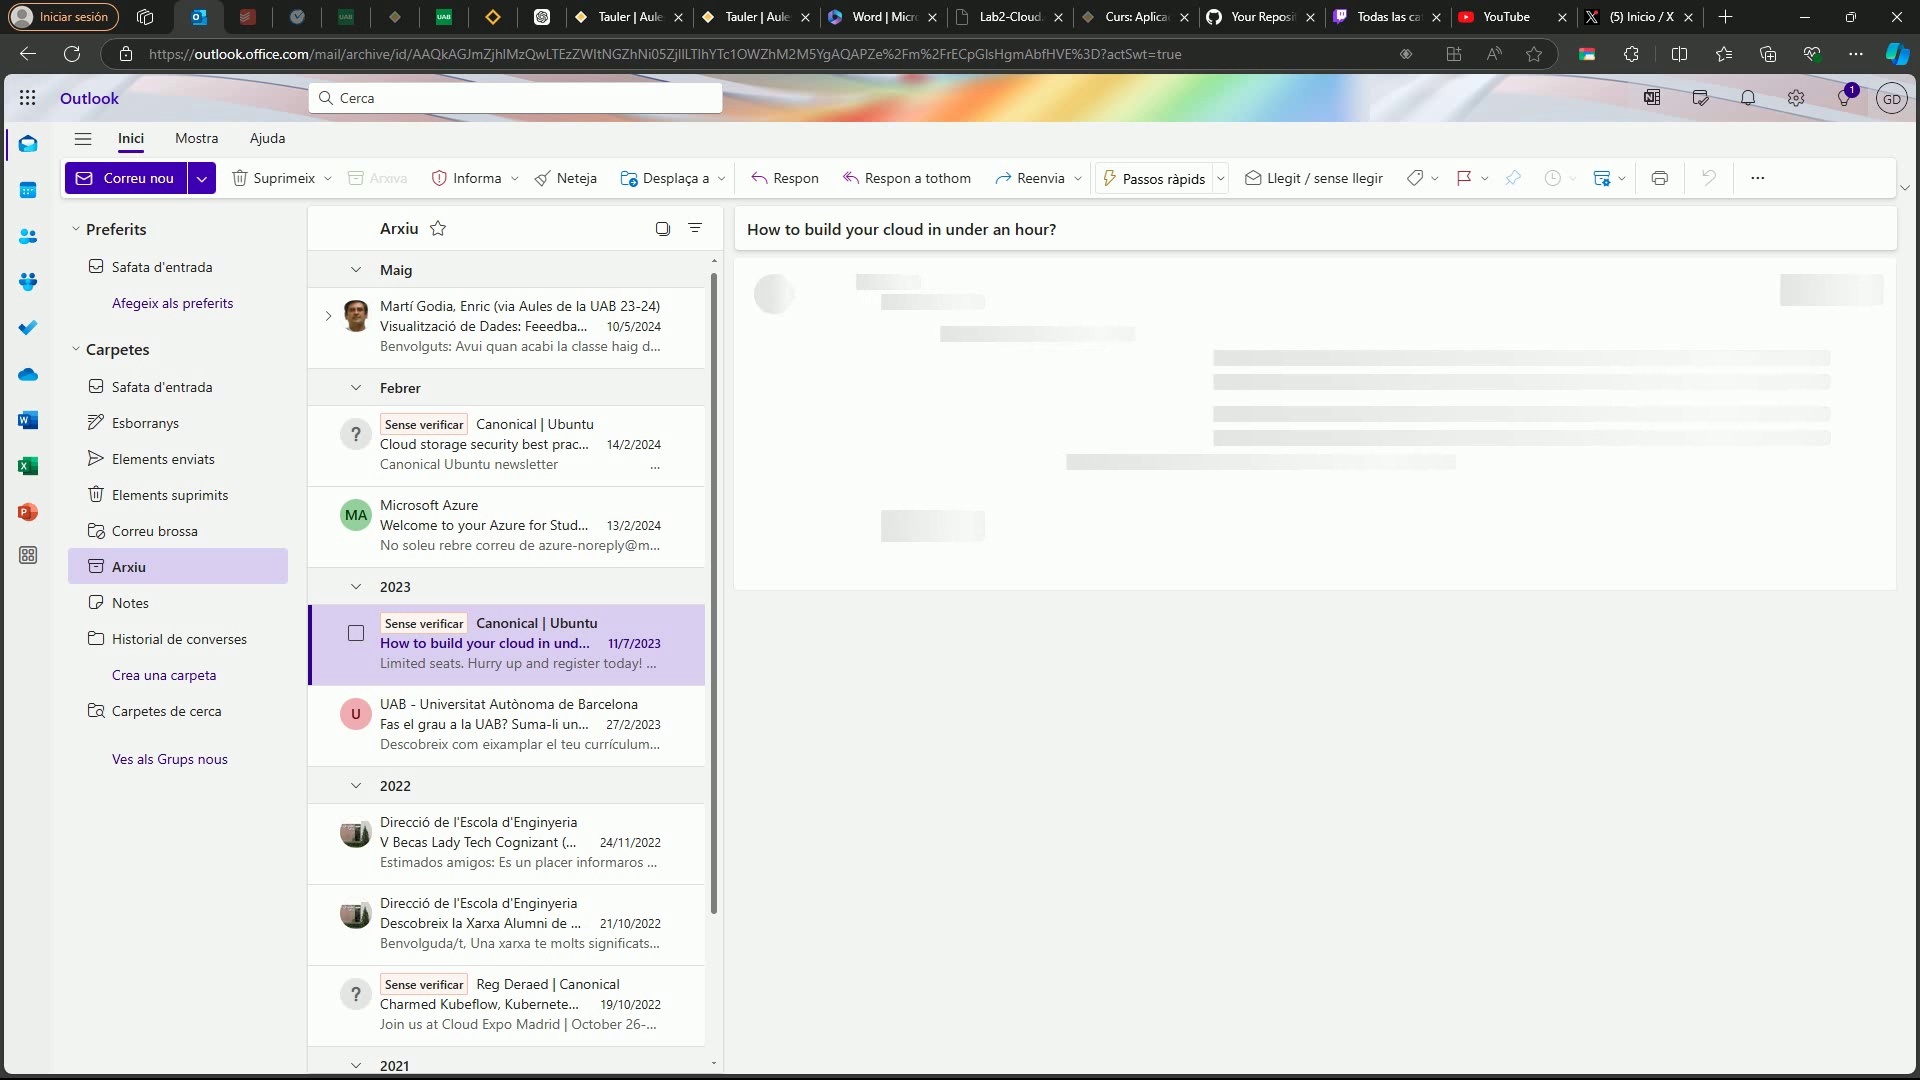 Iniciar sesión
Tauler | Aule
Tauler | Aule
Word | Micr
Lab2-Cloud.
Curs: Aplica
Your Reposi
Todas las ca
YouTube
(5) Inicio / X
https://outlook.office.com/mail/archive/id/AAQkAGJmZjhlMzQwLTEzZWItNGZhNi05ZjllLTlhYTc1OWZhM2M5YgAQAPZe%2Fm%2FrECpGlsHgmAbfHVE%3D?actSwt=true
Outlook
Cerca
1
GD
Inici
Mostra
Ajuda
Correu nou
Suprimeix
Arxiva
Informa
Neteja
Desplaça a
Respon
Respon a tothom
Reenvia
Passos ràpids
Llegit / sense llegir
Preferits
Safata d'entrada
Afegeix als preferits
Carpetes
Safata d'entrada
Esborranys
Elements enviats
Elements suprimits
Correu brossa
Arxiu
Notes
Historial de converses
Crea una carpeta
Carpetes de cerca
Ves als Grups nous
Arxiu
Maig
Martí Godia, Enric (via Aules de la UAB 23-24)
Visualització de Dades: Feeedba... 10/5/2024
Benvolguts: Avui quan acabi la classe haig d...
Febrer
?
Sense verificar Canonical | Ubuntu
Cloud storage security best prac... 14/2/2024
Canonical Ubuntu newsletter ...
MA
Microsoft Azure
Welcome to your Azure for Stud... 13/2/2024
No soleu rebre correu de azure-noreply@m...
2023
Sense verificar Canonical | Ubuntu
How to build your cloud in und... 11/7/2023
Limited seats. Hurry up and register today! ...
U
UAB - Universitat Autònoma de Barcelona
Fas el grau a la UAB? Suma-li un... 27/2/2023
Descobreix com eixamplar el teu currículum...
2022
Direcció de l'Escola d'Enginyeria
V Becas Lady Tech Cognizant (... 24/11/2022
Estimados amigos: Es un placer informaros ...
Direcció de l'Escola d'Enginyeria
Descobreix la Xarxa Alumni de ... 21/10/2022
Benvolguda/t, Una xarxa te molts significats...
?
Sense verificar Reg Deraed | Canonical
Charmed Kubeflow, Kubernete... 19/10/2022
Join us at Cloud Expo Madrid | October 26-...
2021
How to build your cloud in under an hour?